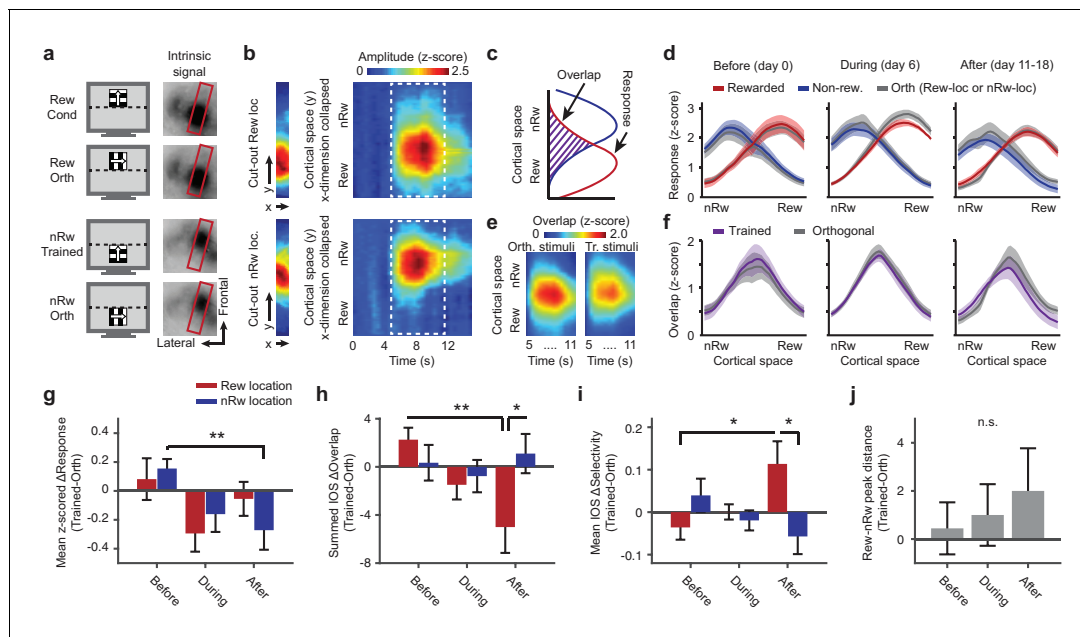 a
Intrinsic
signal
Rew
Cond
Rew
Orth
nRw
Trained
nRw
Orth
Lateral
Frontal
b
Amplitude (z-score)
0
2.5
Cut-out Rew loc
y
x
Cortical space (y)
x-dimension collapsed
nRw
Rew
Cut-out nRw loc.
y
x
Cortical space (y)
x-dimension collapsed
nRw
Rew
0 4 8 12
Time (s)
c
Overlap
Response
Cortical space
nRw
Rew
e
Overlap (z-score)
0
2.0
Orth. stimuli
Tr. stimuli
Cortical space
nRw
Rew
5 .... 11
5 .... 11
Time (s)
Time (s)
d
Before (day 0)
During (day 6)
After (day 11-18)
Rewarded
Non-rew.
Orth (Rew-loc or nRw-loc)
Response (z-score)
3
2
1
0
nRw
Rew
nRw
Rew
nRw
Rew
f
Trained
Orthogonal
Overlap (z-score)
2
1
0
nRw
Rew
nRw
Rew
nRw
Rew
Cortical space
Cortical space
Cortical space
g
Rew location
nRw location
**
Mean z-scored ΔResponse
(Trained-Orth)
0.4
0.2
0
-0.2
-0.4
Before
During
After
h
**
*
Summed IOS ΔOverlap
(Trained-Orth)
4
0
-4
-8
Before
During
After
i
*
*
Mean IOS ΔSelectivity
(Trained-Orth)
0.2
0.1
0
-0.1
Before
During
After
j
n.s.
Rew-nRw peak distance
(Trained-Orth)
4
2
0
Before
During
After